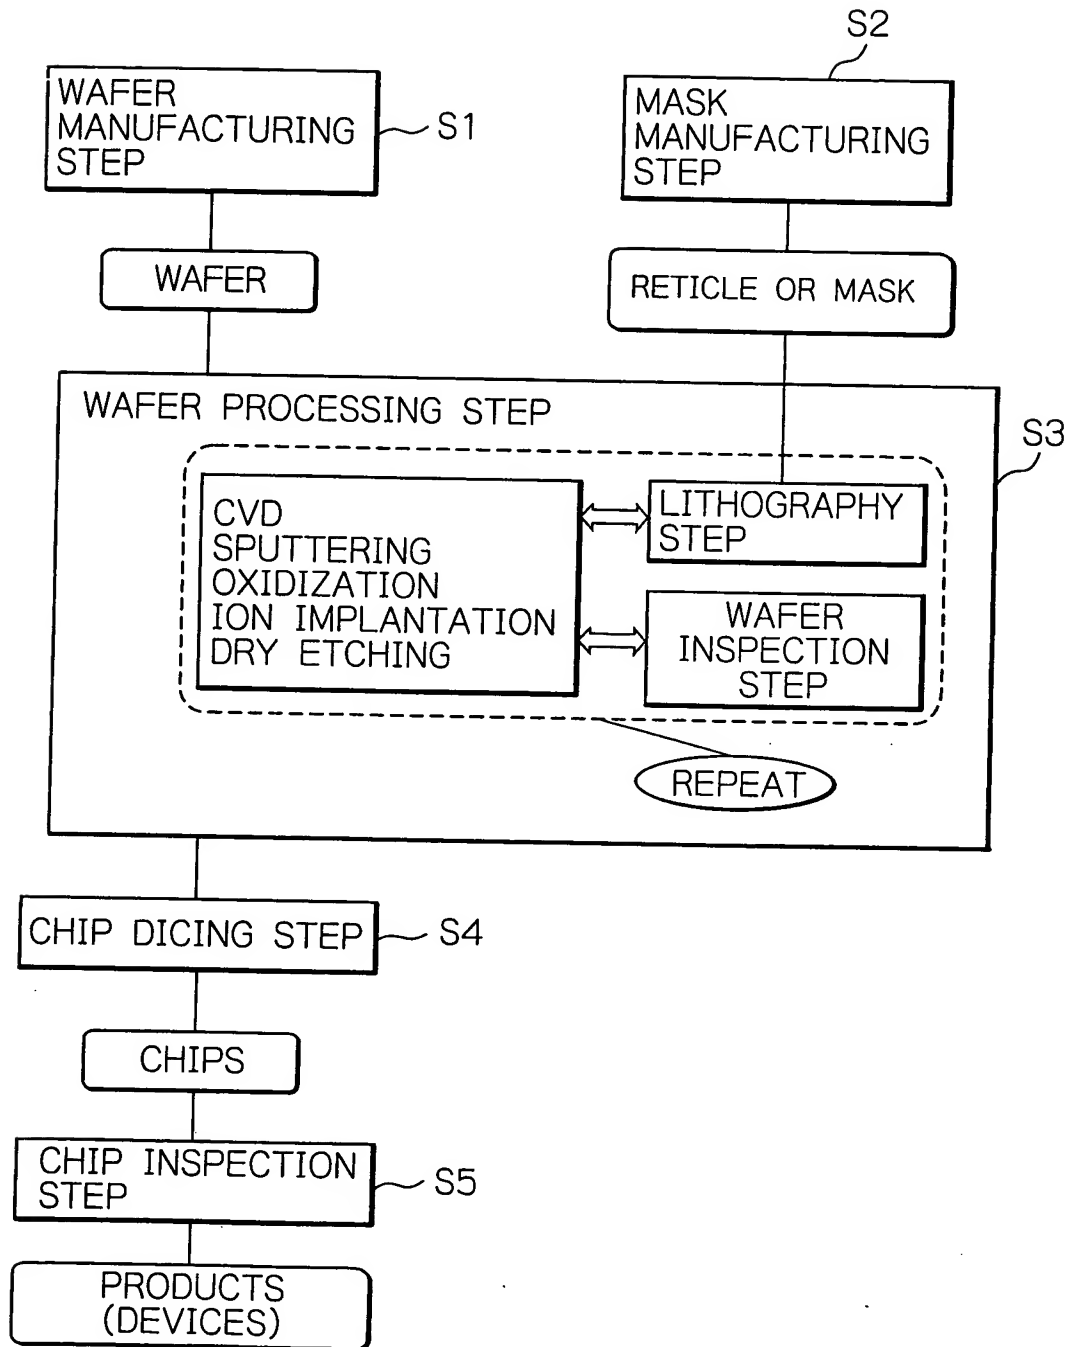 S2
WAFER
MANUFACTURING
STEP
S1
MASK
MANUFACTURING
STEP
WAFER
RETICLE OR MASK
WAFER PROCESSING STEP
S3
CVD
SPUTTERING
OXIDIZATION
ION IMPLANTATION
DRY ETCHING
LITHOGRAPHY
STEP
WAFER
INSPECTION
STEP
REPEAT
CHIP DICING STEP
S4
CHIPS
CHIP INSPECTION
STEP
S5
PRODUCTS
(DEVICES)